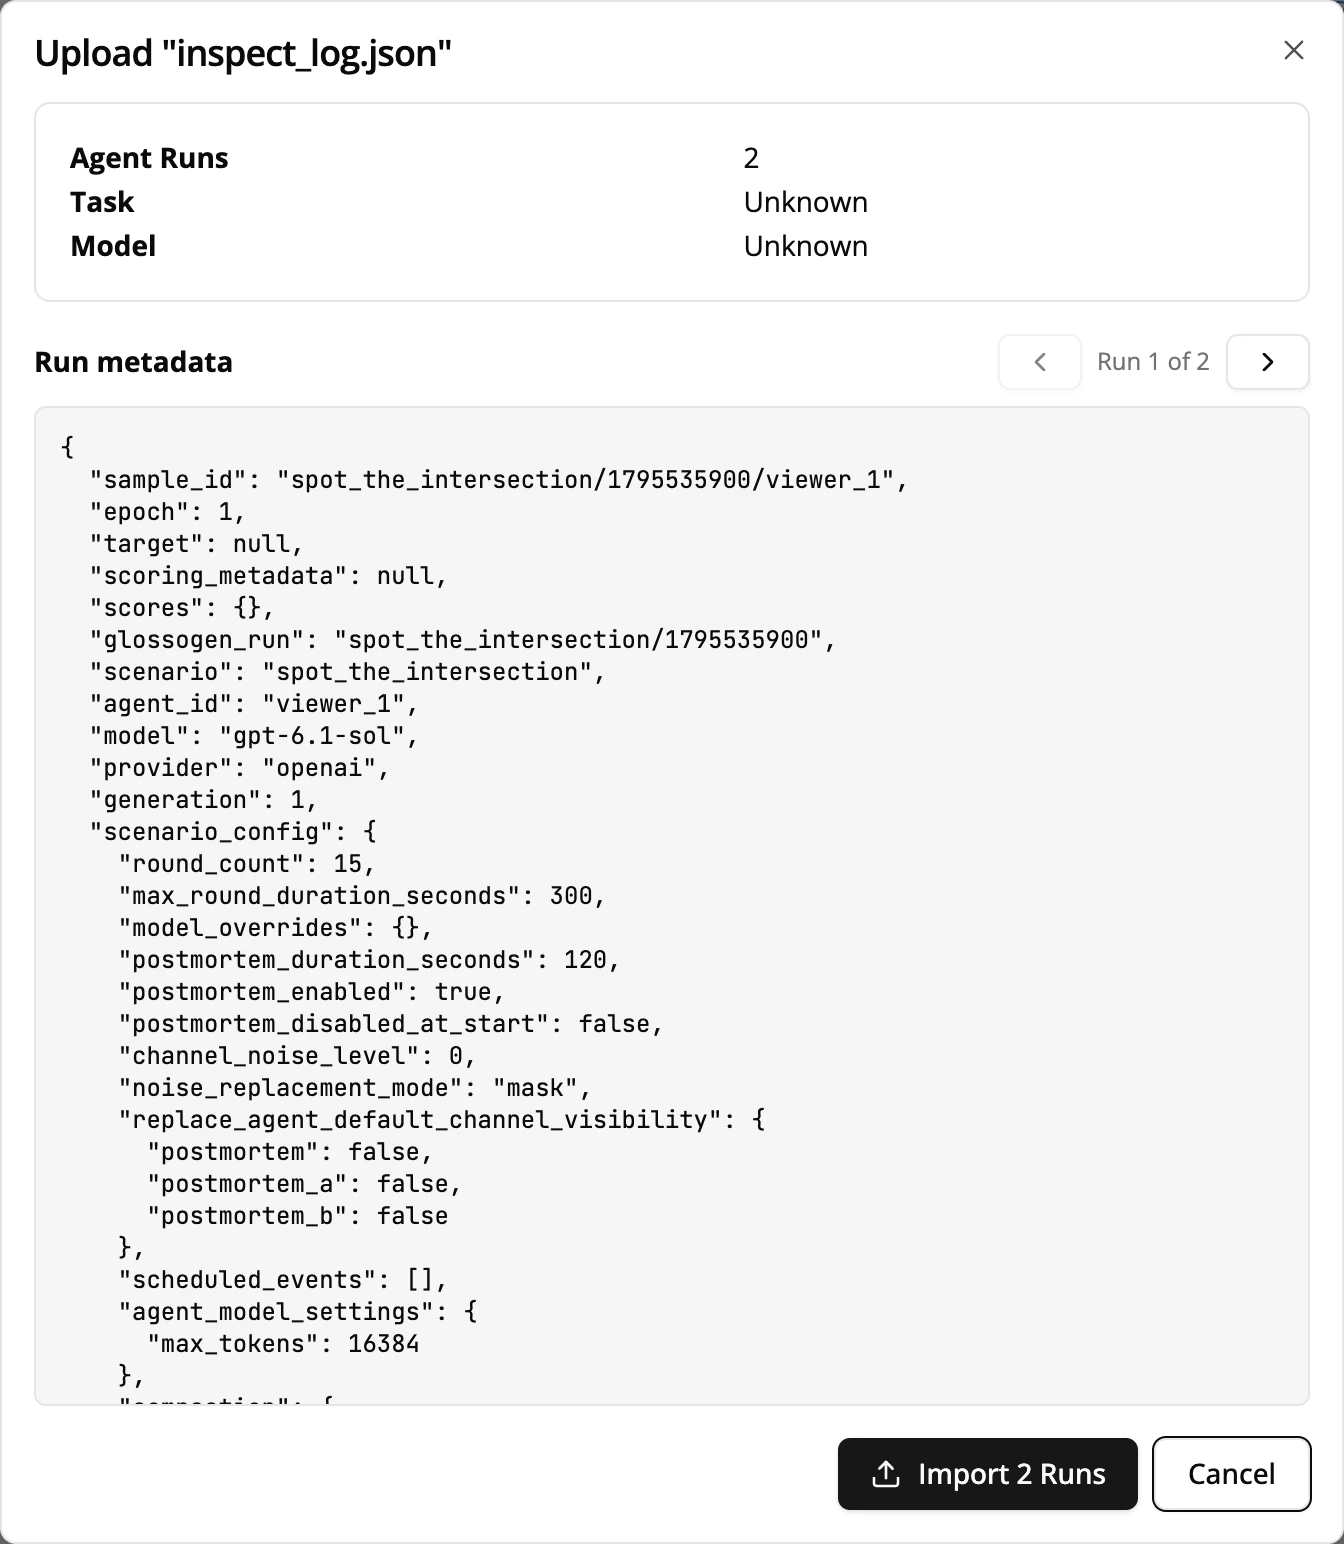 Upload "inspect_log.json"
Agent Runs 2
Task Unknown
Model Unknown
Run metadata Run 1 of 2
{
  "sample_id": "spot_the_intersection/1795535900/viewer_1",
  "epoch": 1,
  "target": null,
  "scoring_metadata": null,
  "scores": {},
  "glossogen_run": "spot_the_intersection/1795535900",
  "scenario": "spot_the_intersection",
  "agent_id": "viewer_1",
  "model": "gpt-6.1-sol",
  "provider": "openai",
  "generation": 1,
  "scenario_config": {
    "round_count": 15,
    "max_round_duration_seconds": 300,
    "model_overrides": {},
    "postmortem_duration_seconds": 120,
    "postmortem_enabled": true,
    "postmortem_disabled_at_start": false,
    "channel_noise_level": 0,
    "noise_replacement_mode": "mask",
    "replace_agent_default_channel_visibility": {
      "postmortem": false,
      "postmortem_a": false,
      "postmortem_b": false
    },
    "scheduled_events": [],
    "agent_model_settings": {
      "max_tokens": 16384
    },
Import 2 Runs Cancel